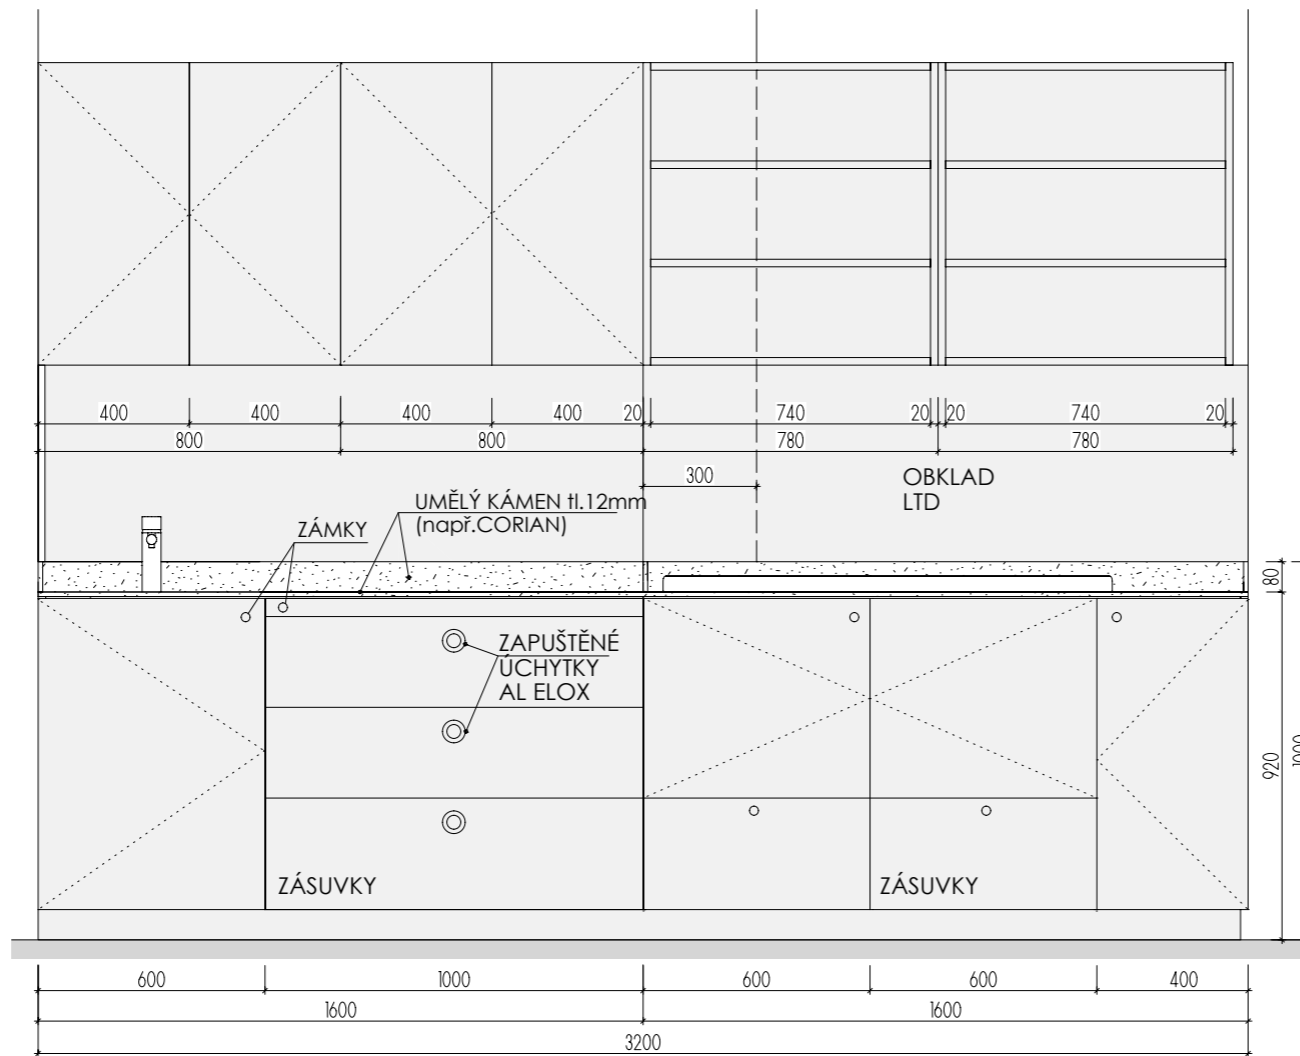 400 400 400 400 20 740 20 20 740 20
800 800 780 780
300
OBKLAD
LTD
UMĚLÝ KÁMEN tl.12mm
(např.CORIAN)
ZÁMKY
80
ZAPUŠTĚNÉ
ÚCHYTKY
AL ELOX
920
1000
ZÁSUVKY
ZÁSUVKY
600 1000 600 600 400
1600 1600
3200